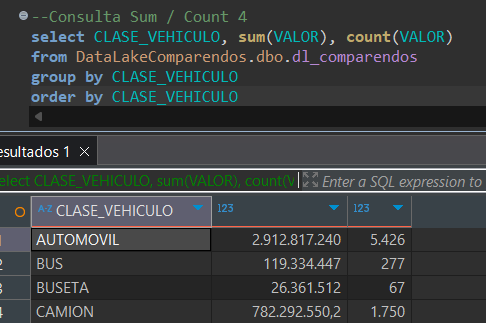 --Consulta Sum / Count 4
select CLASE_VEHICULO, sum(VALOR), count(VALOR)
from DataLakeComparendos.dbo.dl_comparendos
group by CLASE_VEHICULO
order by CLASE_VEHICULO
esultados 1 ×
elect CLASE_VEHICULO, sum(VALOR), count(V Enter a SQL expression to
A-Z CLASE_VEHICULO 123 123
1 AUTOMOVIL 2.912.817.240 5.426
2 BUS 119.334.447 277
3 BUSETA 26.361.512 67
4 CAMION 782.292.550,2 1.750